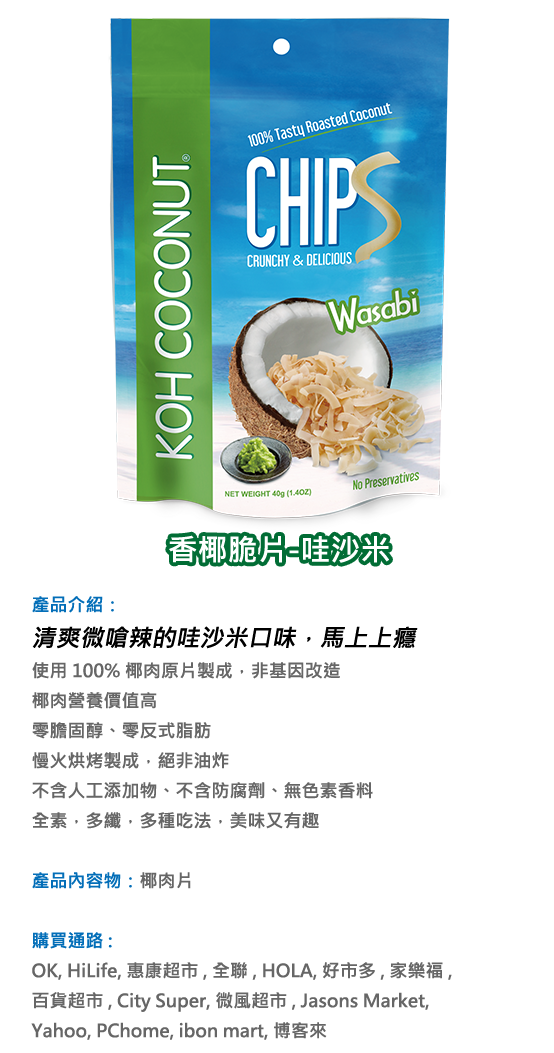 KOH COCONUT®
100% Tasty Roasted Coconut
CHIPS
CRUNCHY & DELICIOUS
Wasabi
NET WEIGHT 40g (1.4OZ)
No Preservatives
香椰脆片-哇沙米
產品介紹：
清爽微嗆辣的哇沙米口味，馬上上癮
使用 100% 椰肉原片製成，非基因改造
椰肉營養價值高
零膽固醇、零反式脂肪
慢火烘烤製成，絕非油炸
不含人工添加物、不含防腐劑、無色素香料
全素，多纖，多種吃法，美味又有趣
產品內容物：椰肉片
購買通路 :
OK, HiLife, 惠康超市 , 全聯 , HOLA, 好市多 , 家樂福 ,
百貨超市 , City Super, 微風超市 , Jasons Market,
Yahoo, PChome, ibon mart, 博客來